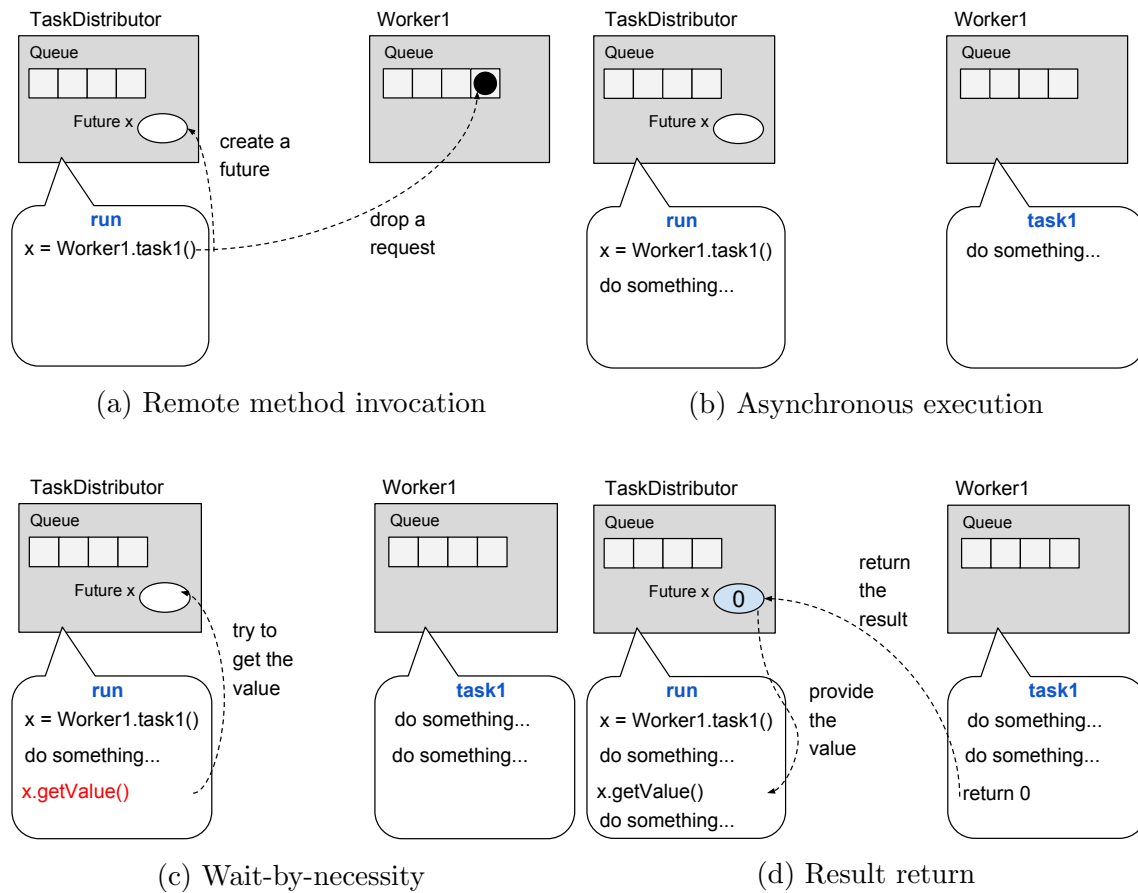 TaskDistributor
Queue
Future x
create a
future
run
x = Worker1.task1()
Worker1
Queue
drop a
request
(a) Remote method invocation
TaskDistributor
Queue
Future x
run
x = Worker1.task1()
do something...
Worker1
Queue
task1
do something...
(b) Asynchronous execution
TaskDistributor
Queue
Future x
try to
get the
value
run
x = Worker1.task1()
do something...
x.getValue()
Worker1
Queue
task1
do something...
do something...
(c) Wait-by-necessity
TaskDistributor
Queue
Future x
0
run
x = Worker1.task1()
do something...
x.getValue()
do something...
provide
the
value
return
the
result
Worker1
Queue
task1
do something...
do something...
return 0
(d) Result return